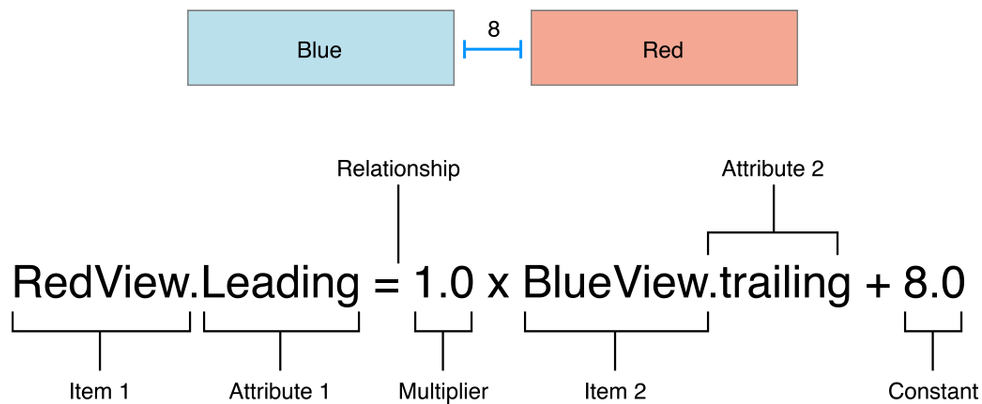 8
Blue
Red
Relationship
Attribute 2
RedView.Leading = 1.0 x BlueView.trailing + 8.0
Item 1
Attribute 1
Multiplier
Item 2
Constant